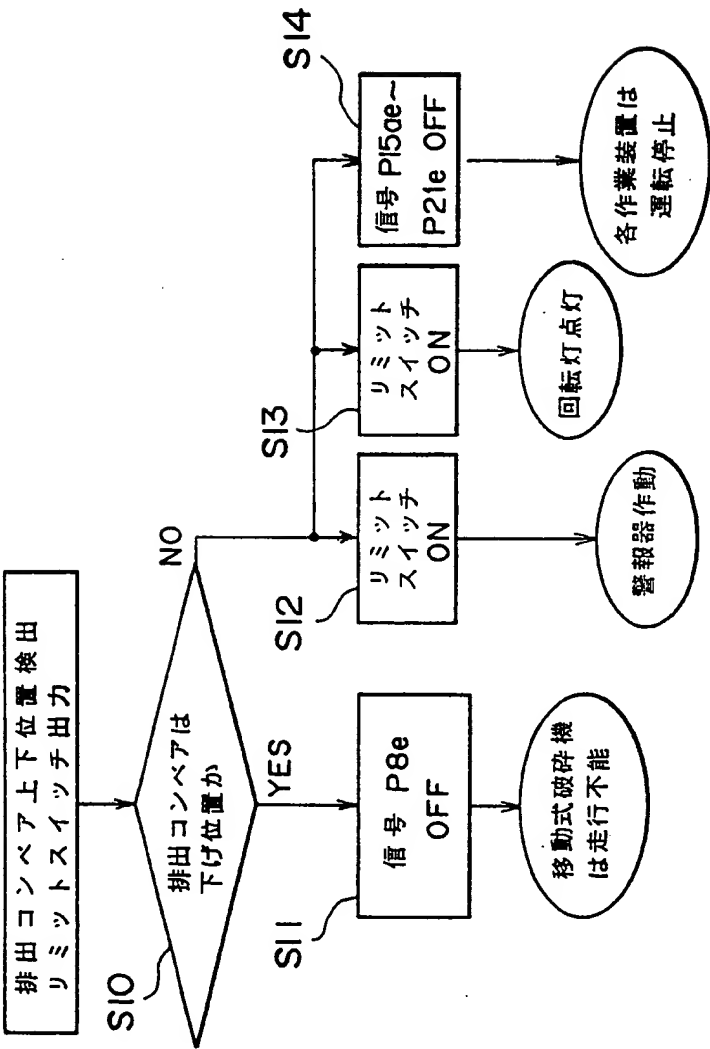 排出コンベア上下位置検出
リミットスイッチ出力
S10
排出コンベアは
下げ位置か
NO
YES
S11
信号 P8e
OFF
移動式破砕機
は走行不能
S12
リミット
スイッチ
ON
警報器作動
S13
リミット
スイッチ
ON
回転灯点灯
S14
信号 P15ae~
P21e OFF
各作業装置は
運転停止